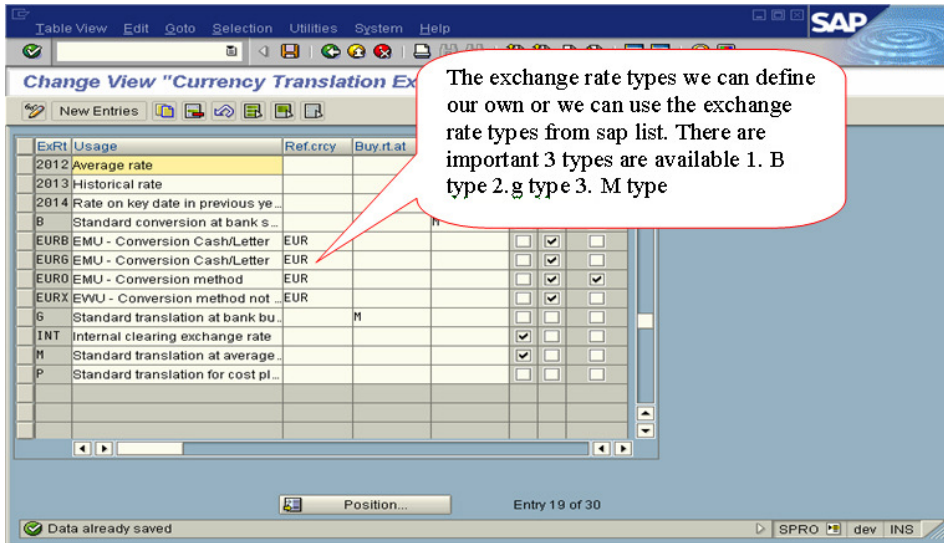 Table View Edit Goto Selection Utilities System Help
SAP
Change View "Currency Translation Ex
New Entries
The exchange rate types we can define
our own or we can use the exchange
rate types from sap list. There are
important 3 types are available 1. B
type 2.g type 3. M type
ExRt Usage Ref.crcy Buy.rt.at
2012 Average rate
2013 Historical rate
2014 Rate on key date in previous ye..
B Standard conversion at bank s... M
EURB EMU - Conversion Cash/Letter EUR
EURG EMU - Conversion Cash/Letter EUR
EURO EMU - Conversion method EUR
EURX EWU - Conversion method not .. EUR
G Standard translation at bank bu.. M
INT Internal clearing exchange rate
M Standard translation at average..
P Standard translation for cost pl...
Position... Entry 19 of 30
Data already saved SPRO dev INS